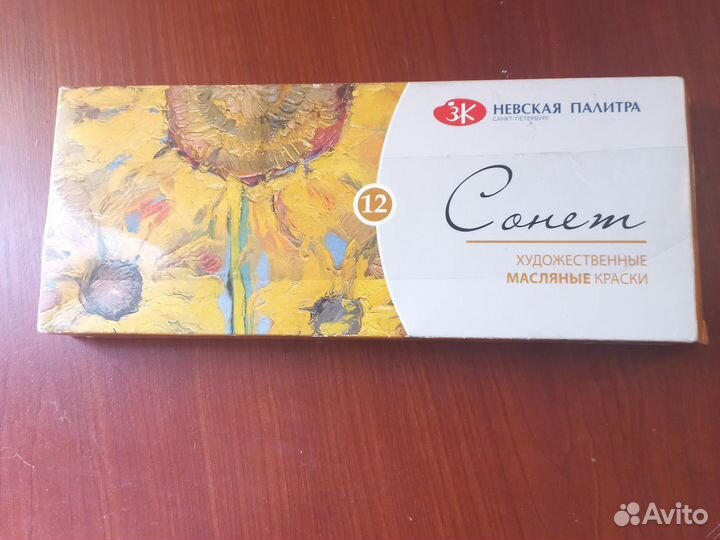 ЗК НЕВСКАЯ ПАЛИТРА
САНКТ-ПЕТЕРБУРГ
12
Сонет
ХУДОЖЕСТВЕННЫЕ
МАСЛЯНЫЕ КРАСКИ
Avito